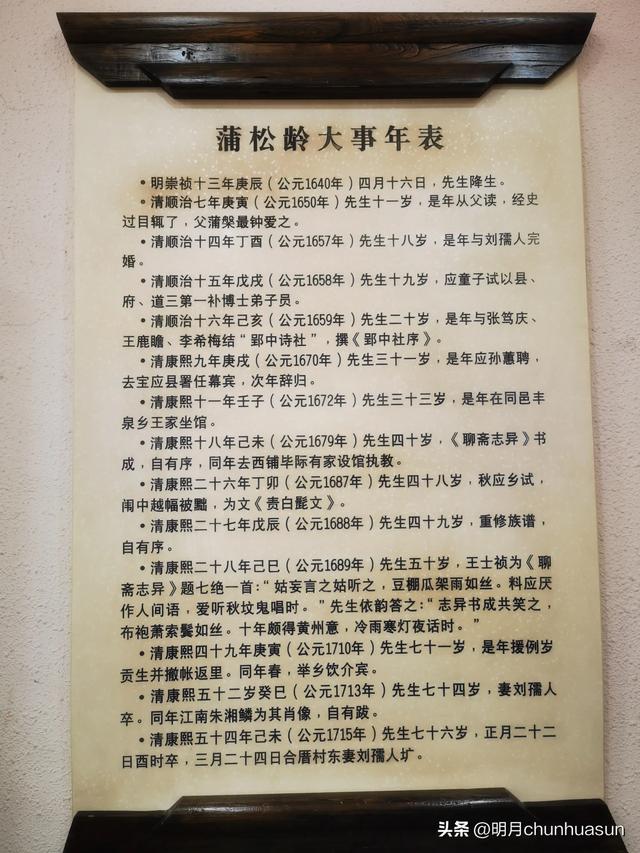 蒲松龄大事年表
•明崇祯十三年庚辰（公元1640年）四月十六日，先生降生。
•清顺治七年庚寅（公元1650年）先生十一岁，是年从父读，经史
过目辄了，父蒲槃最钟爱之。
•清顺治十四年丁酉（公元1657年）先生十八岁，是年与刘孺人完
婚。
•清顺治十五年戊戌（公元1658年）先生十九岁，应童子试以县、
府、道三第一补博士弟子员。
•清顺治十六年己亥（公元1659年）先生二十岁，是年与张笃庆、
王鹿瞻、李希梅结“郢中诗社”，撰《郢中社序》。
•清康熙九年庚戌（公元1670年）先生三十一岁，是年应孙蕙聘，
去宝应县署任幕宾，次年辞归。
•清康熙十一年壬子（公元1672年）先生三十三岁，是年在同邑丰
泉乡王家坐馆。
•清康熙十八年己未（公元1679年）先生四十岁，《聊斋志异》书
成，自有序，同年去西铺毕际有家设馆执教。
•清康熙二十六年丁卯（公元1687年）先生四十八岁，秋应乡试，
闱中越幅被黜，为文《责白髭文》。
•清康熙二十七年戊辰（公元1688年）先生四十九岁，重修族谱，
自有序。
•清康熙二十八年己巳（公元1689年）先生五十岁，王士祯为《聊
斋志异》题七绝一首：“姑妄言之姑听之，豆棚瓜架雨如丝。料应厌
作人间语，爱听秋坟鬼唱时。”先生依韵答之：“志异书成共笑之，
布袍萧索鬓如丝。十年颇得黄州意，冷雨寒灯夜话时。”
•清康熙四十九年庚寅（公元1710年）先生七十一岁，是年援例岁
贡生并撤帐返里。同年春，举乡饮介宾。
•清康熙五十二岁癸巳（公元1713年）先生七十四岁，妻刘孺人
卒。同年江南朱湘鳞为其肖像，自有跋。
•清康熙五十四年己未（公元1715年）先生七十六岁，正月二十二
日酉时卒，三月二十四日合厝村东妻刘孺人圹。
头条@明月chunhuasun